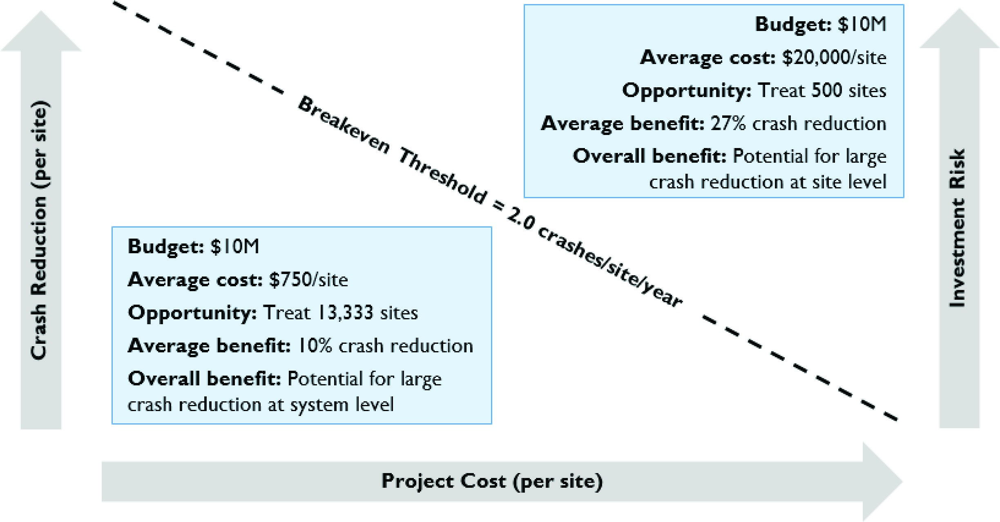 Crash Reduction (per site)
Breakeven Threshold = 2.0 crashes/site/year
Budget: $10M
Average cost: $20,000/site
Opportunity: Treat 500 sites
Average benefit: 27% crash reduction
Overall benefit: Potential for large
crash reduction at site level
Investment Risk
Budget: $10M
Average cost: $750/site
Opportunity: Treat 13,333 sites
Average benefit: 10% crash reduction
Overall benefit: Potential for large
crash reduction at system level
Project Cost (per site)